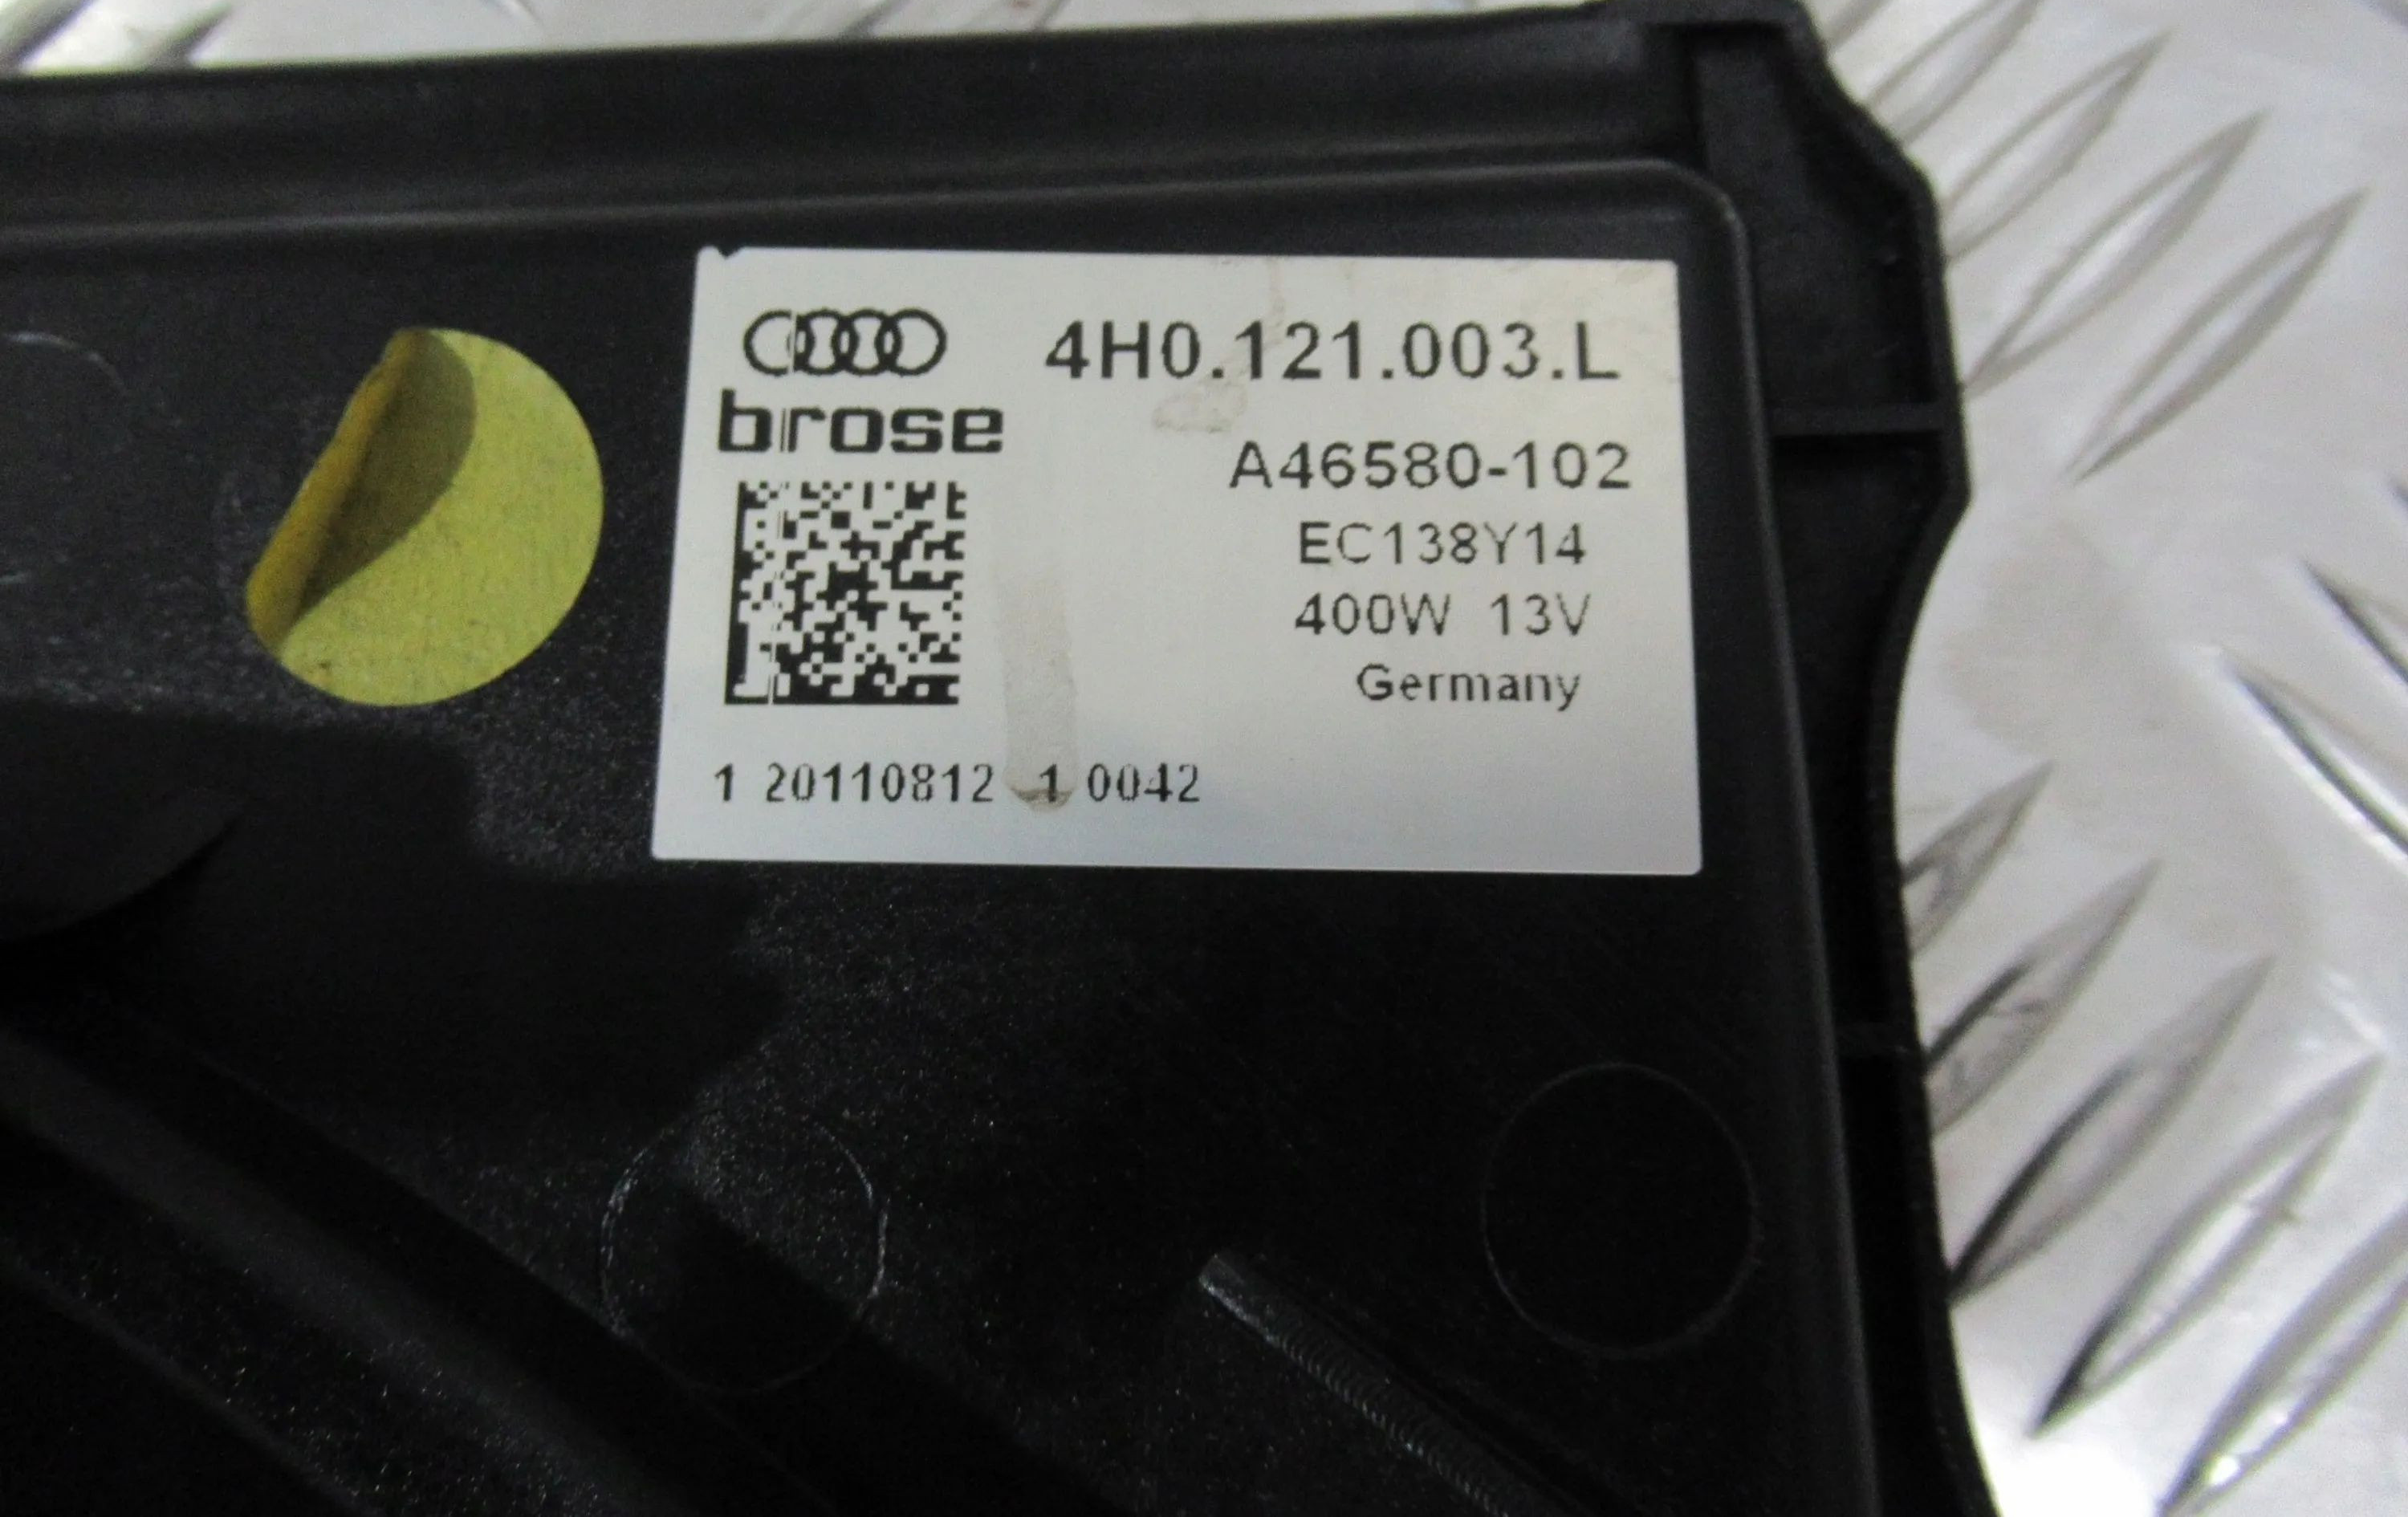 4H0.121.003.L
brose
A46580-102
EC138Y14
400W 13V
Germany
1 20110812 1 0042